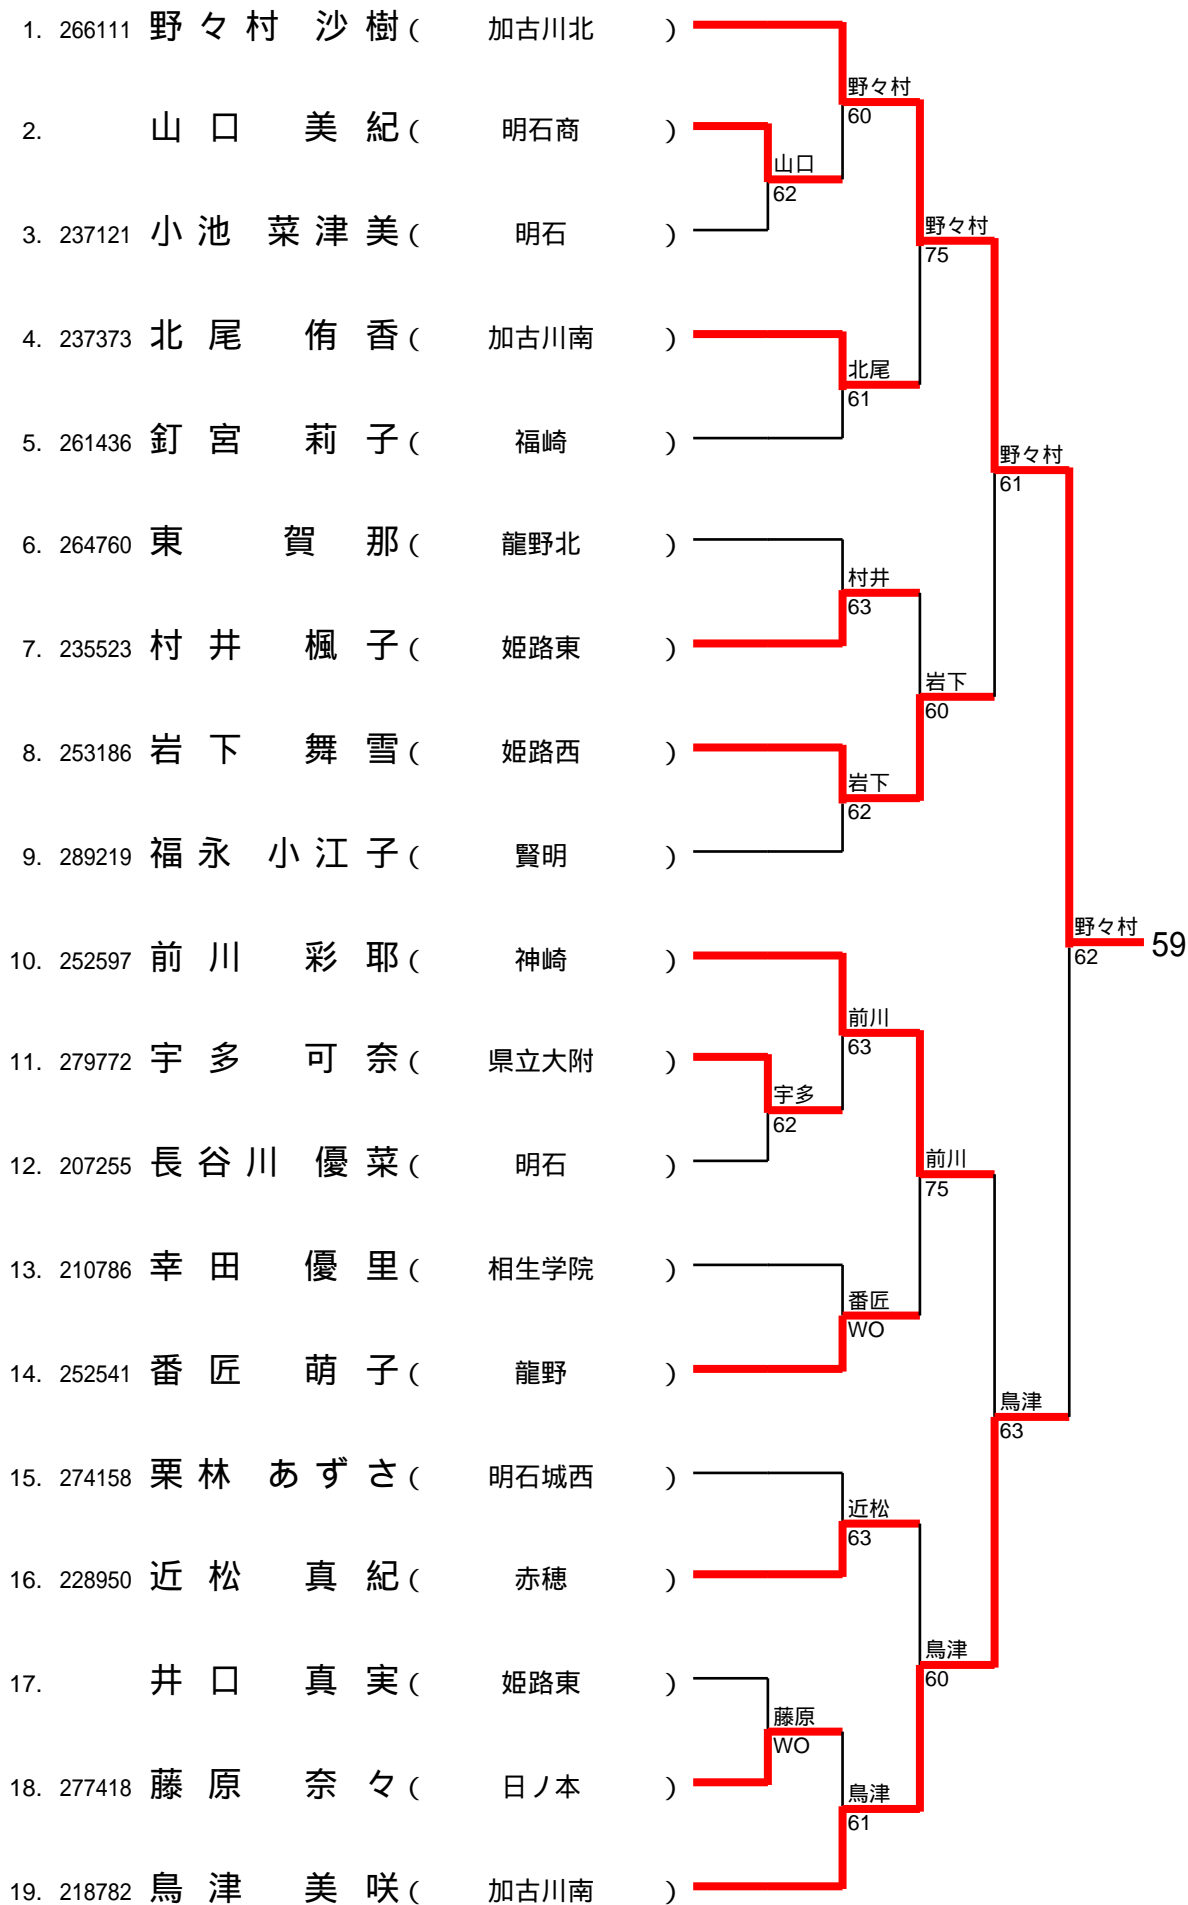 1. 266111 野々村 沙樹 ( 加古川北 )
野々村
60
2. 山口 美紀 ( 明石商 )
山口
62
3. 237121 小池 菜津美 ( 明石 )
野々村
75
4. 237373 北尾 侑香 ( 加古川南 )
北尾
61
5. 261436 釘宮 莉子 ( 福崎 )
野々村
61
6. 264760 東 賀那 ( 龍野北 )
村井
63
7. 235523 村井 楓子 ( 姫路東 )
岩下
60
8. 253186 岩下 舞雪 ( 姫路西 )
岩下
62
9. 289219 福永 小江子 ( 賢明 )
野々村
62
59
10. 252597 前川 彩耶 ( 神崎 )
前川
63
11. 279772 宇多 可奈 ( 県立大附 )
宇多
62
12. 207255 長谷川 優菜 ( 明石 )
前川
75
13. 210786 幸田 優里 ( 相生学院 )
番匠
WO
14. 252541 番匠 萌子 ( 龍野 )
鳥津
63
15. 274158 栗林 あずさ ( 明石城西 )
近松
63
16. 228950 近松 真紀 ( 赤穂 )
鳥津
60
17. 井口 真実 ( 姫路東 )
藤原
WO
18. 277418 藤原 奈々 ( 日ノ本 )
鳥津
61
19. 218782 鳥津 美咲 ( 加古川南 )